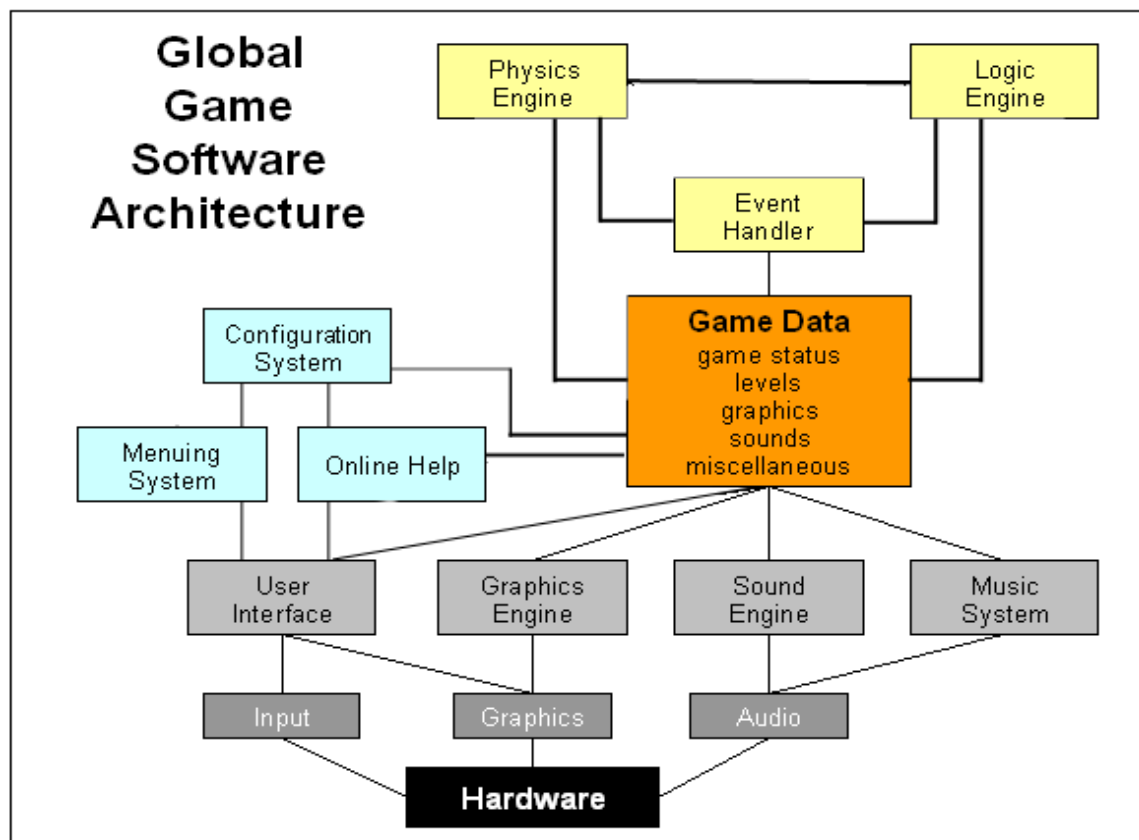 Global
Game
Software
Architecture
Physics
Engine
Logic
Engine
Event
Handler
Game Data
game status
levels
graphics
sounds
miscellaneous
Configuration
System
Menuing
System
Online Help
User
Interface
Graphics
Engine
Sound
Engine
Music
System
Input
Graphics
Audio
Hardware